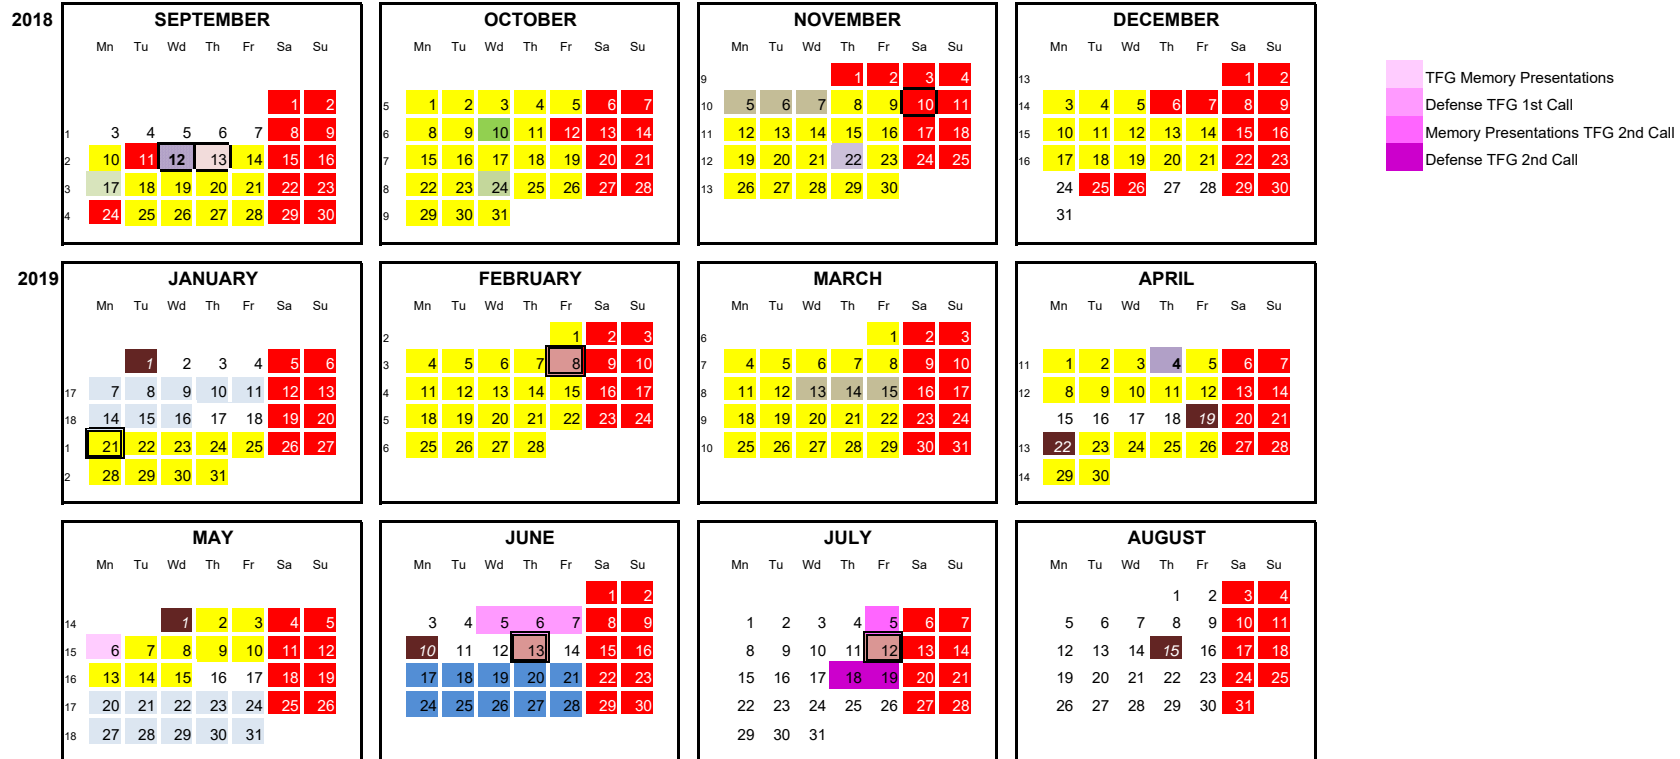 2018 SEPTEMBER OCTOBER NOVEMBER DECEMBER
Mn Tu Wd Th Fr Sa Su Mn Tu Wd Th Fr Sa Su Mn Tu Wd Th Fr Sa Su Mn Tu Wd Th Fr Sa Su
9 1 2 3 4 13 1 2
1 2 5 1 2 3 4 5 6 7 10 5 6 7 8 9 10 11 14 3 4 5 6 7 8 9
1 3 4 5 6 7 8 9 6 8 9 10 11 12 13 14 11 12 13 14 15 16 17 18 15 10 11 12 13 14 15 16
2 10 11 12 13 14 15 16 7 15 16 17 18 19 20 21 12 19 20 21 22 23 24 25 16 17 18 19 20 21 22 23
3 17 18 19 20 21 22 23 8 22 23 24 25 26 27 28 13 26 27 28 29 30 24 25 26 27 28 29 30
4 24 25 26 27 28 29 30 9 29 30 31 31
TFG Memory Presentations
Defense TFG 1st Call
Memory Presentations TFG 2nd Call
Defense TFG 2nd Call
2019 JANUARY FEBRUARY MARCH APRIL
Mn Tu Wd Th Fr Sa Su Mn Tu Wd Th Fr Sa Su Mn Tu Wd Th Fr Sa Su Mn Tu Wd Th Fr Sa Su
2 1 2 3 6 1 2 3
1 2 3 4 5 6 3 4 5 6 7 8 9 10 7 4 5 6 7 8 9 10 11 1 2 3 4 5 6 7
17 7 8 9 10 11 12 13 4 11 12 13 14 15 16 17 8 11 12 13 14 15 16 17 12 8 9 10 11 12 13 14
18 14 15 16 17 18 19 20 5 18 19 20 21 22 23 24 9 18 19 20 21 22 23 24 15 16 17 18 19 20 21
1 21 22 23 24 25 26 27 6 25 26 27 28 10 25 26 27 28 29 30 31 13 22 23 24 25 26 27 28
2 28 29 30 31 14 29 30
MAY JUNE JULY AUGUST
Mn Tu Wd Th Fr Sa Su Mn Tu Wd Th Fr Sa Su Mn Tu Wd Th Fr Sa Su Mn Tu Wd Th Fr Sa Su
1 2 1 2 3 4
14 1 2 3 4 5 3 4 5 6 7 8 9 1 2 3 4 5 6 7 5 6 7 8 9 10 11
15 6 7 8 9 10 11 12 10 11 12 13 14 15 16 8 9 10 11 12 13 14 12 13 14 15 16 17 18
16 13 14 15 16 17 18 19 17 18 19 20 21 22 23 15 16 17 18 19 20 21 19 20 21 22 23 24 25
17 20 21 22 23 24 25 26 24 25 26 27 28 29 30 22 23 24 25 26 27 28 26 27 28 29 30 31
18 27 28 29 30 31 29 30 31